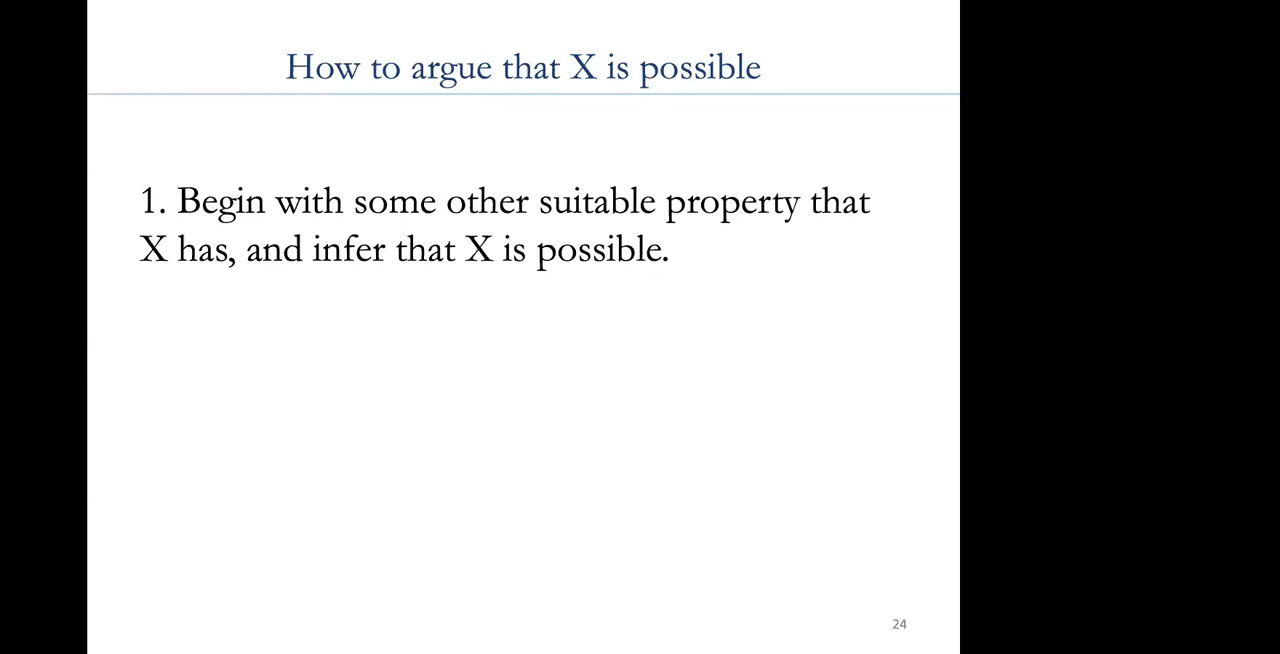 How to argue that X is possible
1. Begin with some other suitable property that
X has, and infer that X is possible.
24